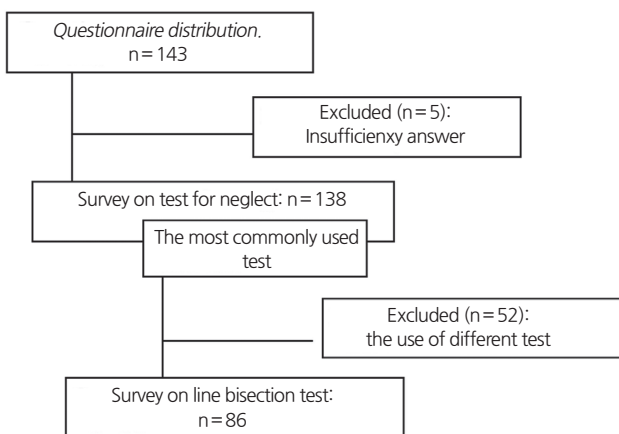 Questionnaire distribution.
n=143
Excluded (n=5):
Insufficienxy answer
Survey on test for neglect: n=138
The most commonly used
test
Excluded (n=52):
the use of different test
Survey on line bisection test:
n=86